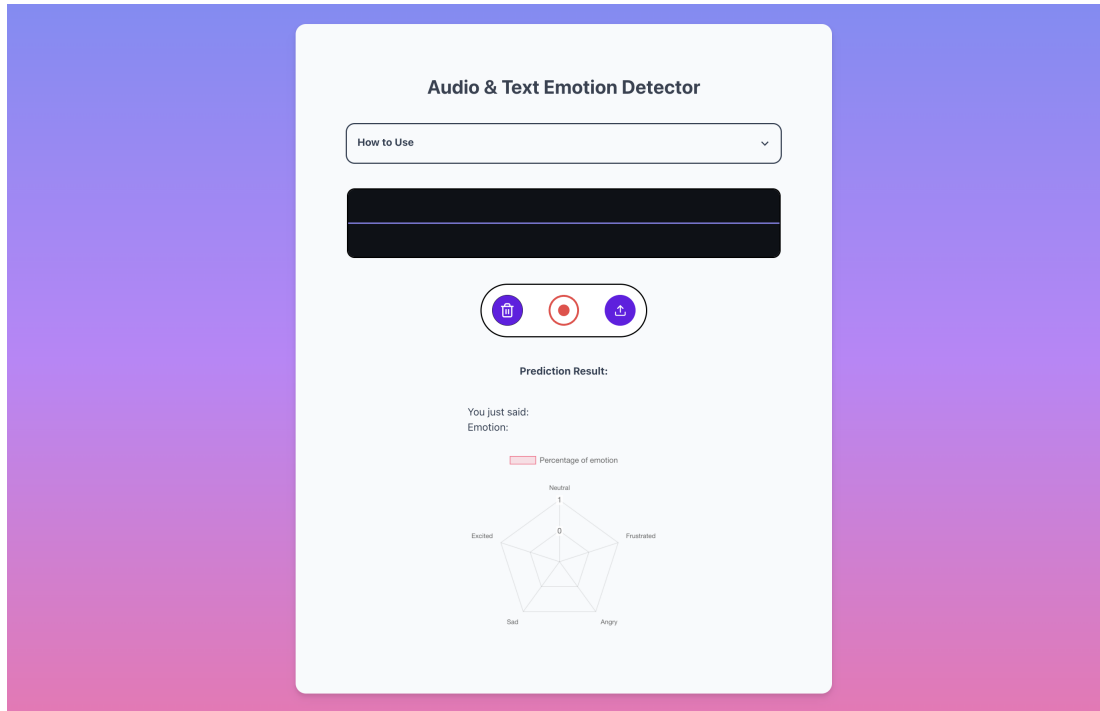 Audio & Text Emotion Detector
How to Use
Prediction Result:
You just said:
Emotion:
Percentage of emotion
Neutral
1
0
Excited
Frustrated
Sad
Angry